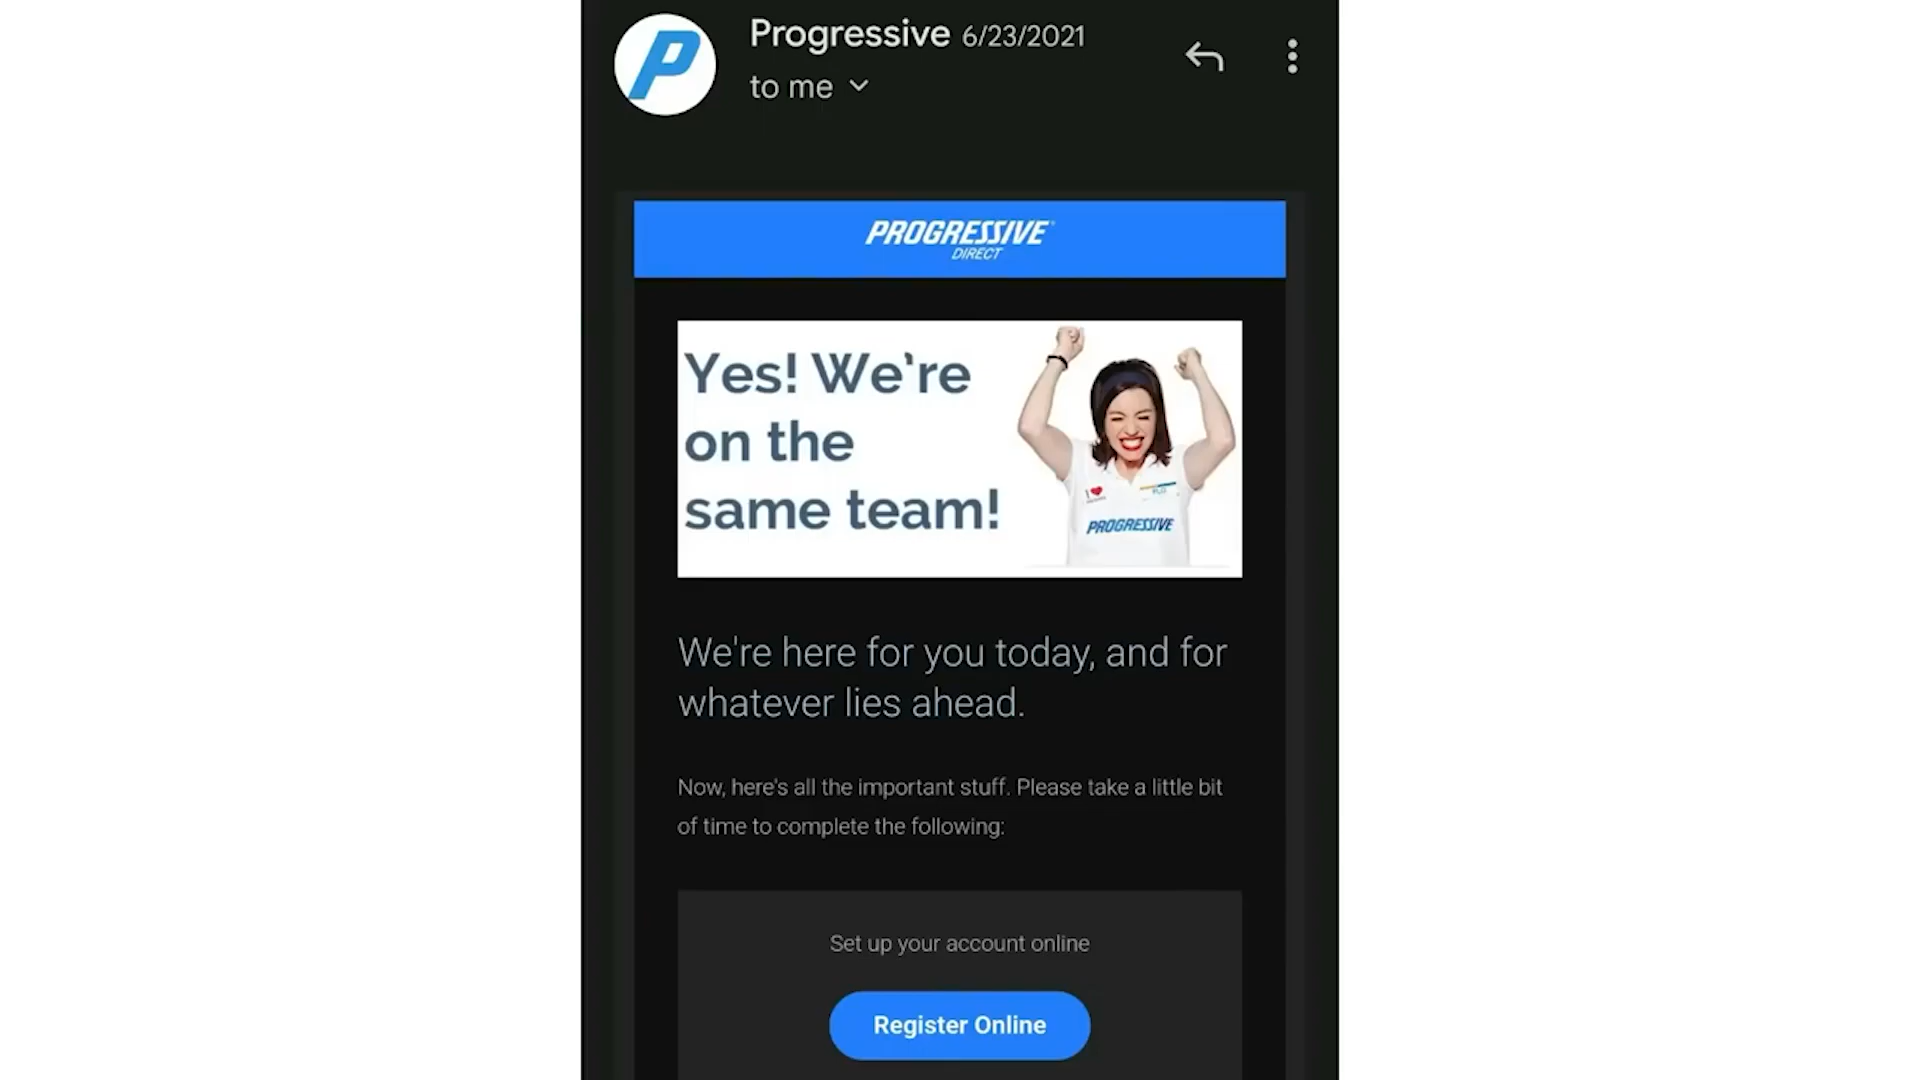 P
Progressive 6/23/2021
to me
PROGRESSIVE
DIRECT
Yes! We're
on the
same team!
I
FLO
PROGRESSIVE
We're here for you today, and for
whatever lies ahead.
Now, here's all the important stuff. Please take a little bit
of time to complete the following:
Set up your account online
Register Online